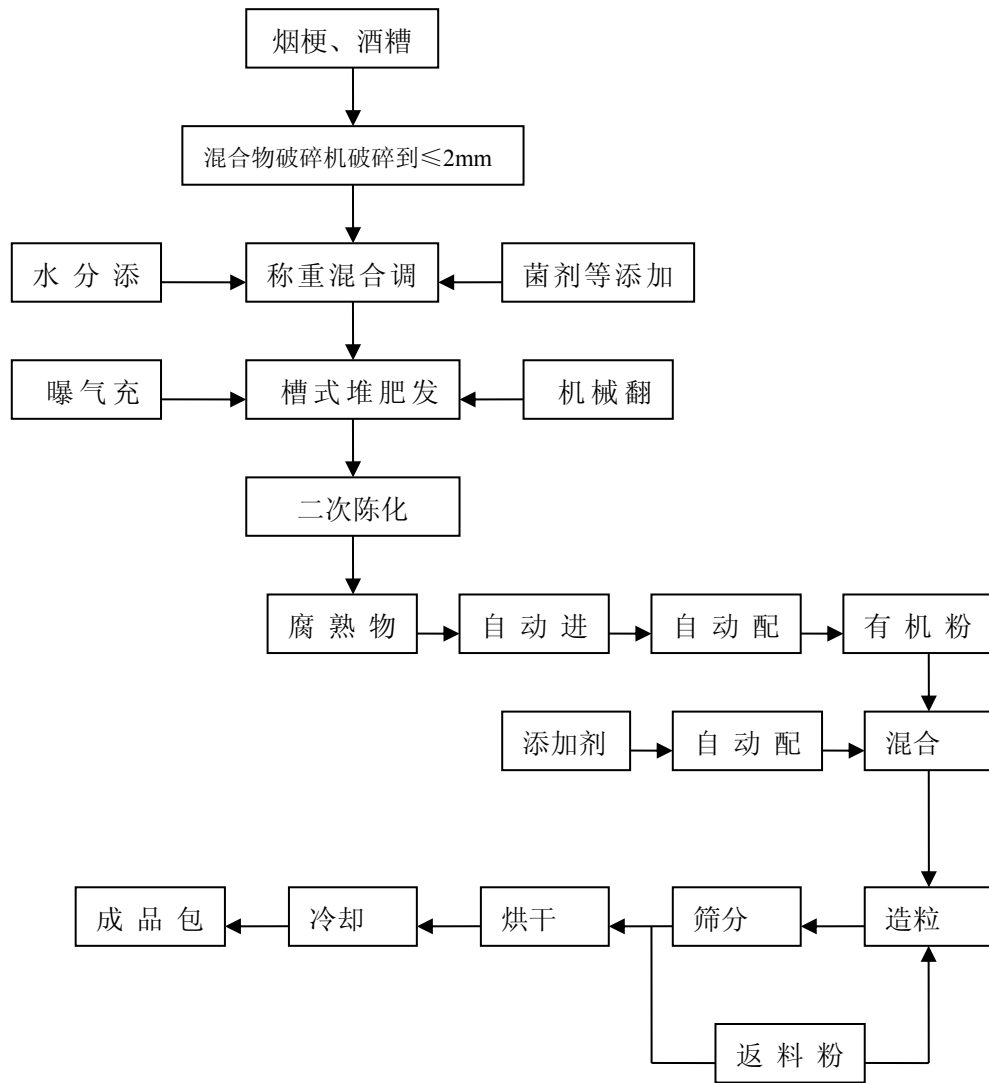 烟梗、酒糟
混合物破碎机破碎到≤2mm
水分添
称重混合调
菌剂等添加
曝气充
槽式堆肥发
机械翻
二次陈化
腐熟物
自动进
自动配
有机粉
添加剂
自动配
混合
成品包
冷却
烘干
筛分
造粒
返料粉